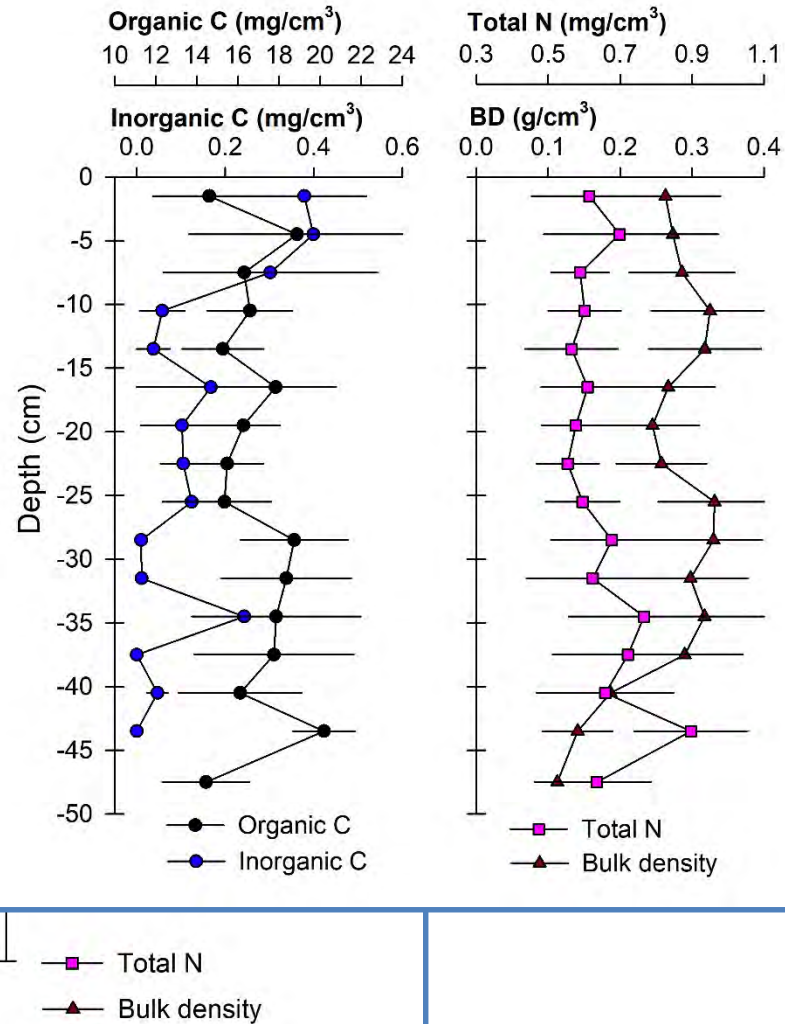 Organic C (mg/cm³)
10 12 14 16 18 20 22 24
Inorganic C (mg/cm³)
0.0 0.2 0.4 0.6
Total N (mg/cm³)
0.3 0.5 0.7 0.9 1.1
BD (g/cm³)
0.0 0.1 0.2 0.3 0.4
Depth (cm)
0
-5
-10
-15
-20
-25
-30
-35
-40
-45
-50
Organic C
Inorganic C
Total N
Bulk density
Total N
Bulk density